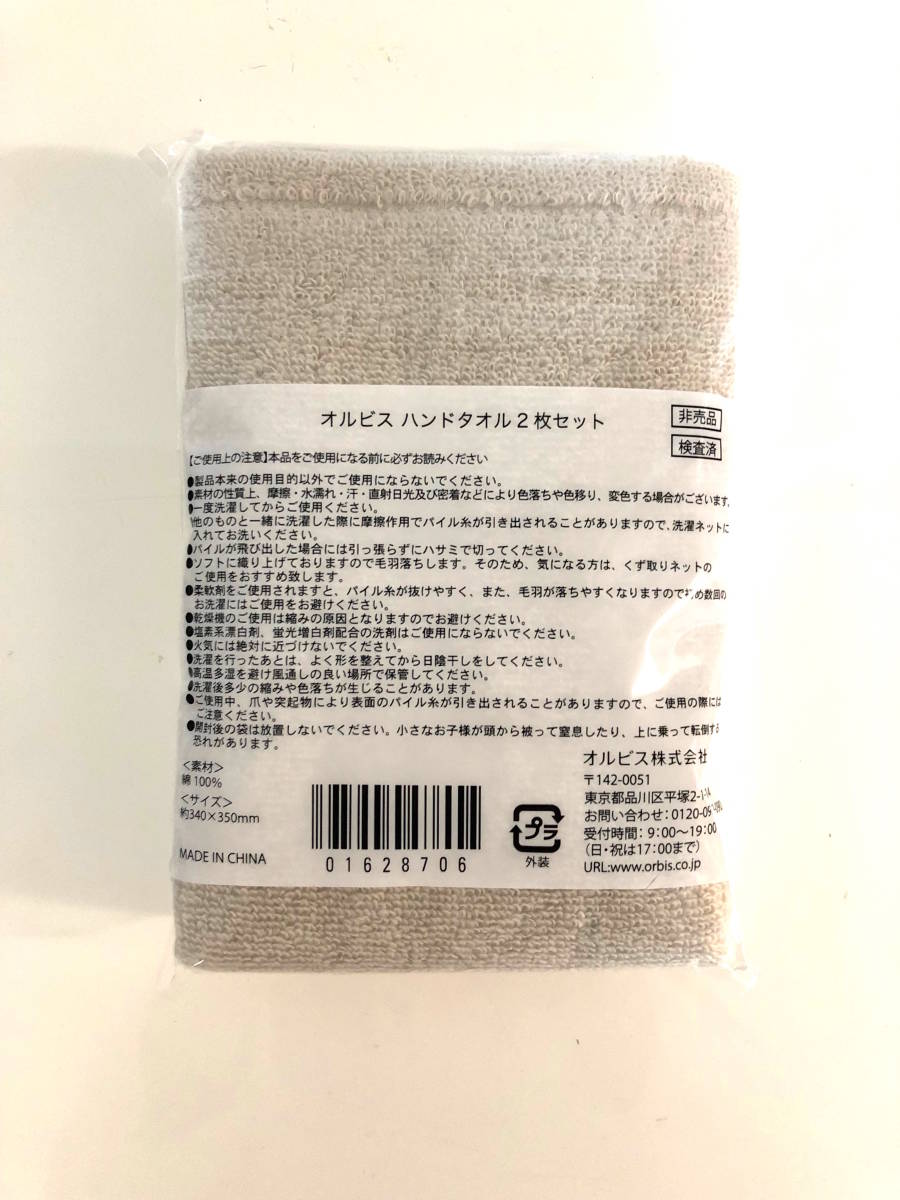 オルビス ハンドタオル2枚セット
非売品
検査済
【ご使用上の注意】本品をご使用になる前に必ずお読みください
●製品本来の使用目的以外でご使用にならないでください。
●素材の性質上、摩擦・水濡れ・汗・直射日光及び密着などにより色落ちや色移り、変色する場合がございます。
●一度洗濯してからご使用ください。
他のものと一緒に洗濯した際に摩擦作用でパイル糸が引き出されることがありますので、洗濯ネットに
入れてお洗いください。
●パイルが飛び出した場合には引っ張らずにハサミで切ってください。
●ソフトに織り上げておりますので毛羽落ちします。そのため、気になる方は、くず取りネットの
ご使用をおすすめ致します。
●柔軟剤をご使用されますと、パイル糸が抜けやすく、また、毛羽が落ちやすくなりますので初め数回の
お洗濯にはご使用をお避けください。
●乾燥機のご使用は縮みの原因となりますのでお避けください。
●塩素系漂白剤、蛍光増白剤配合の洗剤はご使用にならないでください。
●火気には絶対に近づけないでください。
●洗濯を行ったあとは、よく形を整えてから日陰干しをしてください。
●高温多湿を避け風通しの良い場所で保管してください。
●洗濯後多少の縮みや色落ちが生じることがあります。
●ご使用中、爪や突起物により表面のパイル糸が引き出されることがありますので、ご使用の際には
ご注意ください。
●開封後の袋は放置しないでください。小さなお子様が頭から被って窒息したり、上に乗って転倒する
恐れがあります。
<素材>
綿100%
<サイズ>
約340×350mm
MADE IN CHINA
01628706
プラ
外装
オルビス株式会社
〒142-0051
東京都品川区平塚2-1-14
お問い合わせ:0120-05
受付時間:9:00〜19:00
(日・祝は17:00まで)
URL:www.orbis.co.jp